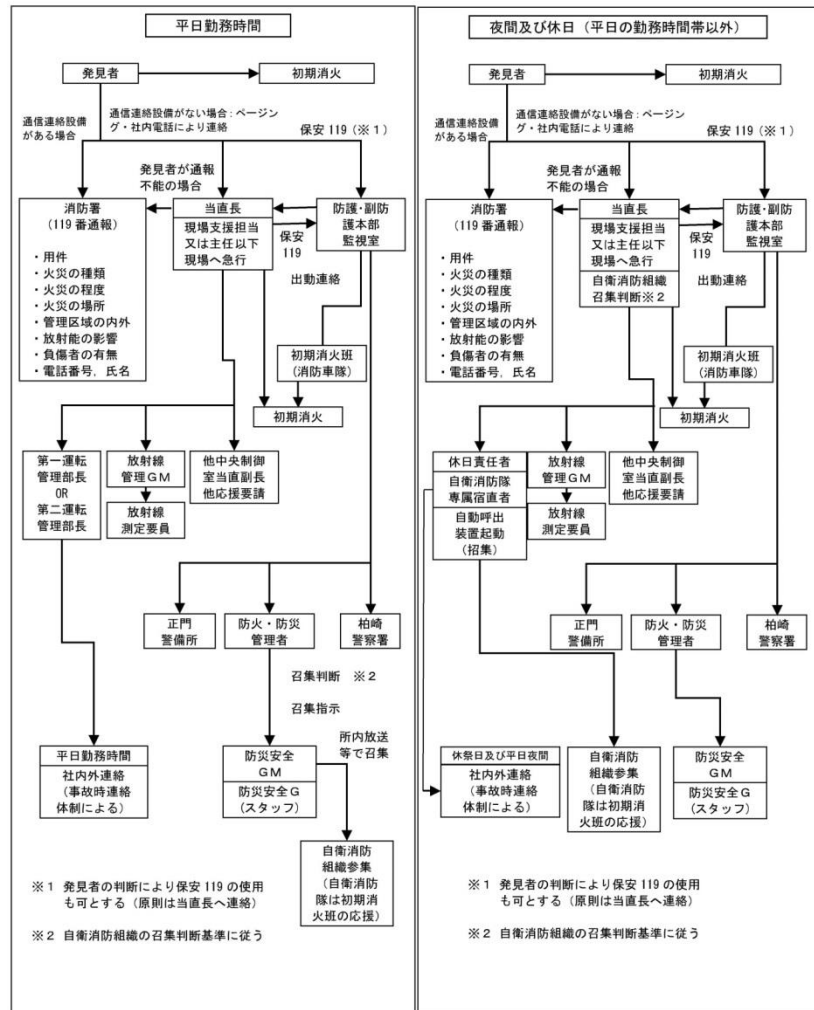 平日勤務時間
発見者
初期消火
通信連絡設備
がある場合
通信連絡設備がない場合：ページン
グ・社内電話により連絡
保安 119（※１）
発見者が通報
不能の場合
消防署
(119 番通報)
・用件
・火災の種類
・火災の程度
・火災の場所
・管理区域の内外
・放射能の影響
・負傷者の有無
・電話番号，氏名
当直長
現場支援担当
又は主任以下
現場へ急行
保安
119
防護・副防
護本部
監視室
出動連絡
初期消火班
(消防車隊)
初期消火
第一運転
管理部長
OR
第二運転
管理部長
放射線
管理ＧＭ
放射線
測定要員
他中央制御
室当直副長
他応援要請
正門
警備所
防火・防災
管理者
柏崎
警察署
召集判断　※２
召集指示
所内放送
等で召集
平日勤務時間
社内外連絡
(事故時連絡
体制による)
防災安全
ＧＭ
防災安全Ｇ
(スタッフ)
自衛消防
組織参集
(自衛消防
隊は初期消
火班の応援)
※１ 発見者の判断により保安 119 の使用
も可とする（原則は当直長へ連絡）
※２ 自衛消防組織の召集判断基準に従う
夜間及び休日（平日の勤務時間帯以外）
発見者
初期消火
通信連絡設備
がある場合
通信連絡設備がない場合：ページン
グ・社内電話により連絡
保安 119（※１）
発見者が通報
不能の場合
消防署
(119 番通報)
・用件
・火災の種類
・火災の程度
・火災の場所
・管理区域の内外
・放射能の影響
・負傷者の有無
・電話番号，氏名
当直長
現場支援担当
又は主任以下
現場へ急行
自衛消防組織
召集判断※２
保安
119
防護・副防
護本部
監視室
出動連絡
初期消火班
(消防車隊)
初期消火
休日責任者
自衛消防隊
専属宿直者
自動呼出
装置起動
(招集)
放射線
管理ＧＭ
放射線
測定要員
他中央制御
室当直副長
他応援要請
正門
警備所
防火・防災
管理者
柏崎
警察署
休祭日及び平日夜間
社内外連絡
(事故時連絡
体制による)
自衛消防
組織参集
(自衛消防
隊は初期消
火班の応援)
防災安全
ＧＭ
防災安全Ｇ
(スタッフ)
※１ 発見者の判断により保安 119 の使用
も可とする（原則は当直長へ連絡）
※２ 自衛消防組織の召集判断基準に従う